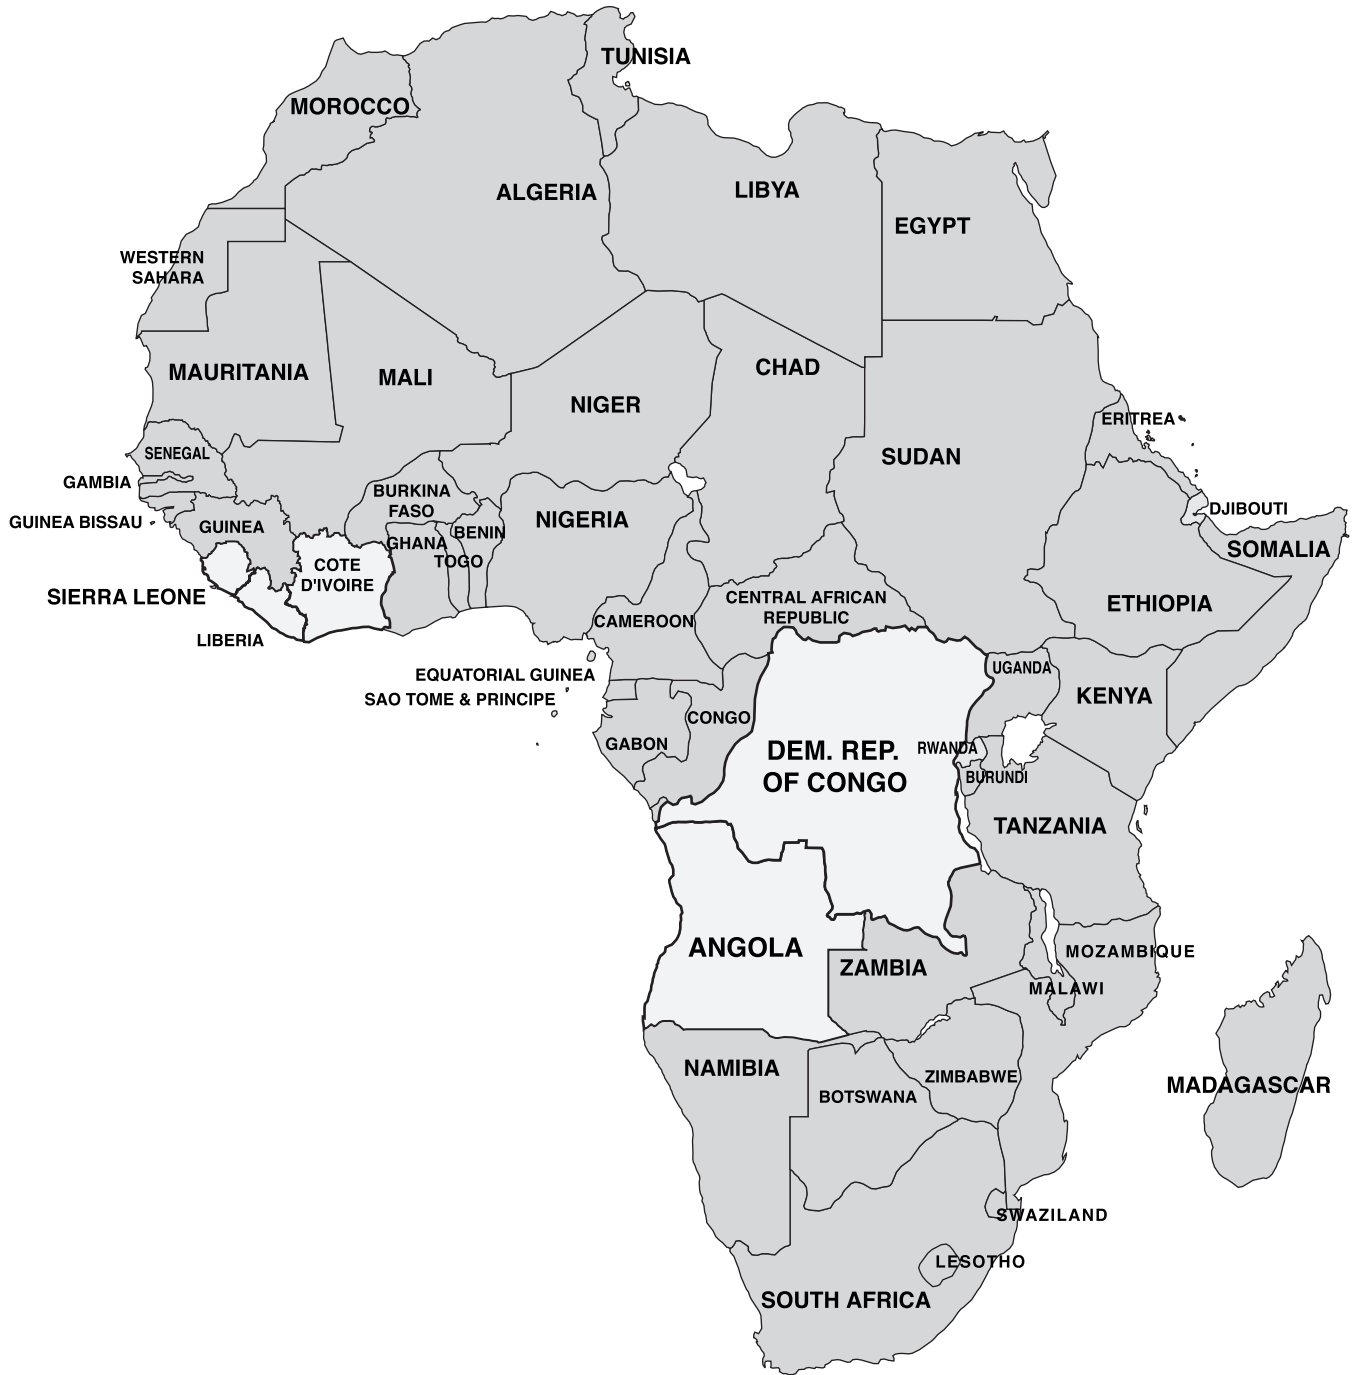 TUNISIA
MOROCCO
ALGERIA
LIBYA
EGYPT
WESTERN
SAHARA
MAURITANIA
MALI
NIGER
CHAD
SUDAN
ERITREA
SENEGAL
GAMBIA
GUINEA BISSAU
GUINEA
BURKINA
FASO
NIGERIA
BENIN
GHANA
TOGO
DJIBOUTI
SOMALIA
COTE
D'IVOIRE
SIERRA LEONE
LIBERIA
ETHIOPIA
CENTRAL AFRICAN
REPUBLIC
CAMEROON
EQUATORIAL GUINEA
SAO TOME & PRINCIPE
UGANDA
KENYA
CONGO
GABON
DEM. REP.
OF CONGO
RWANDA
BURUNDI
TANZANIA
ANGOLA
ZAMBIA
MOZAMBIQUE
MALAWI
NAMIBIA
ZIMBABWE
BOTSWANA
MADAGASCAR
SWAZILAND
LESOTHO
SOUTH AFRICA